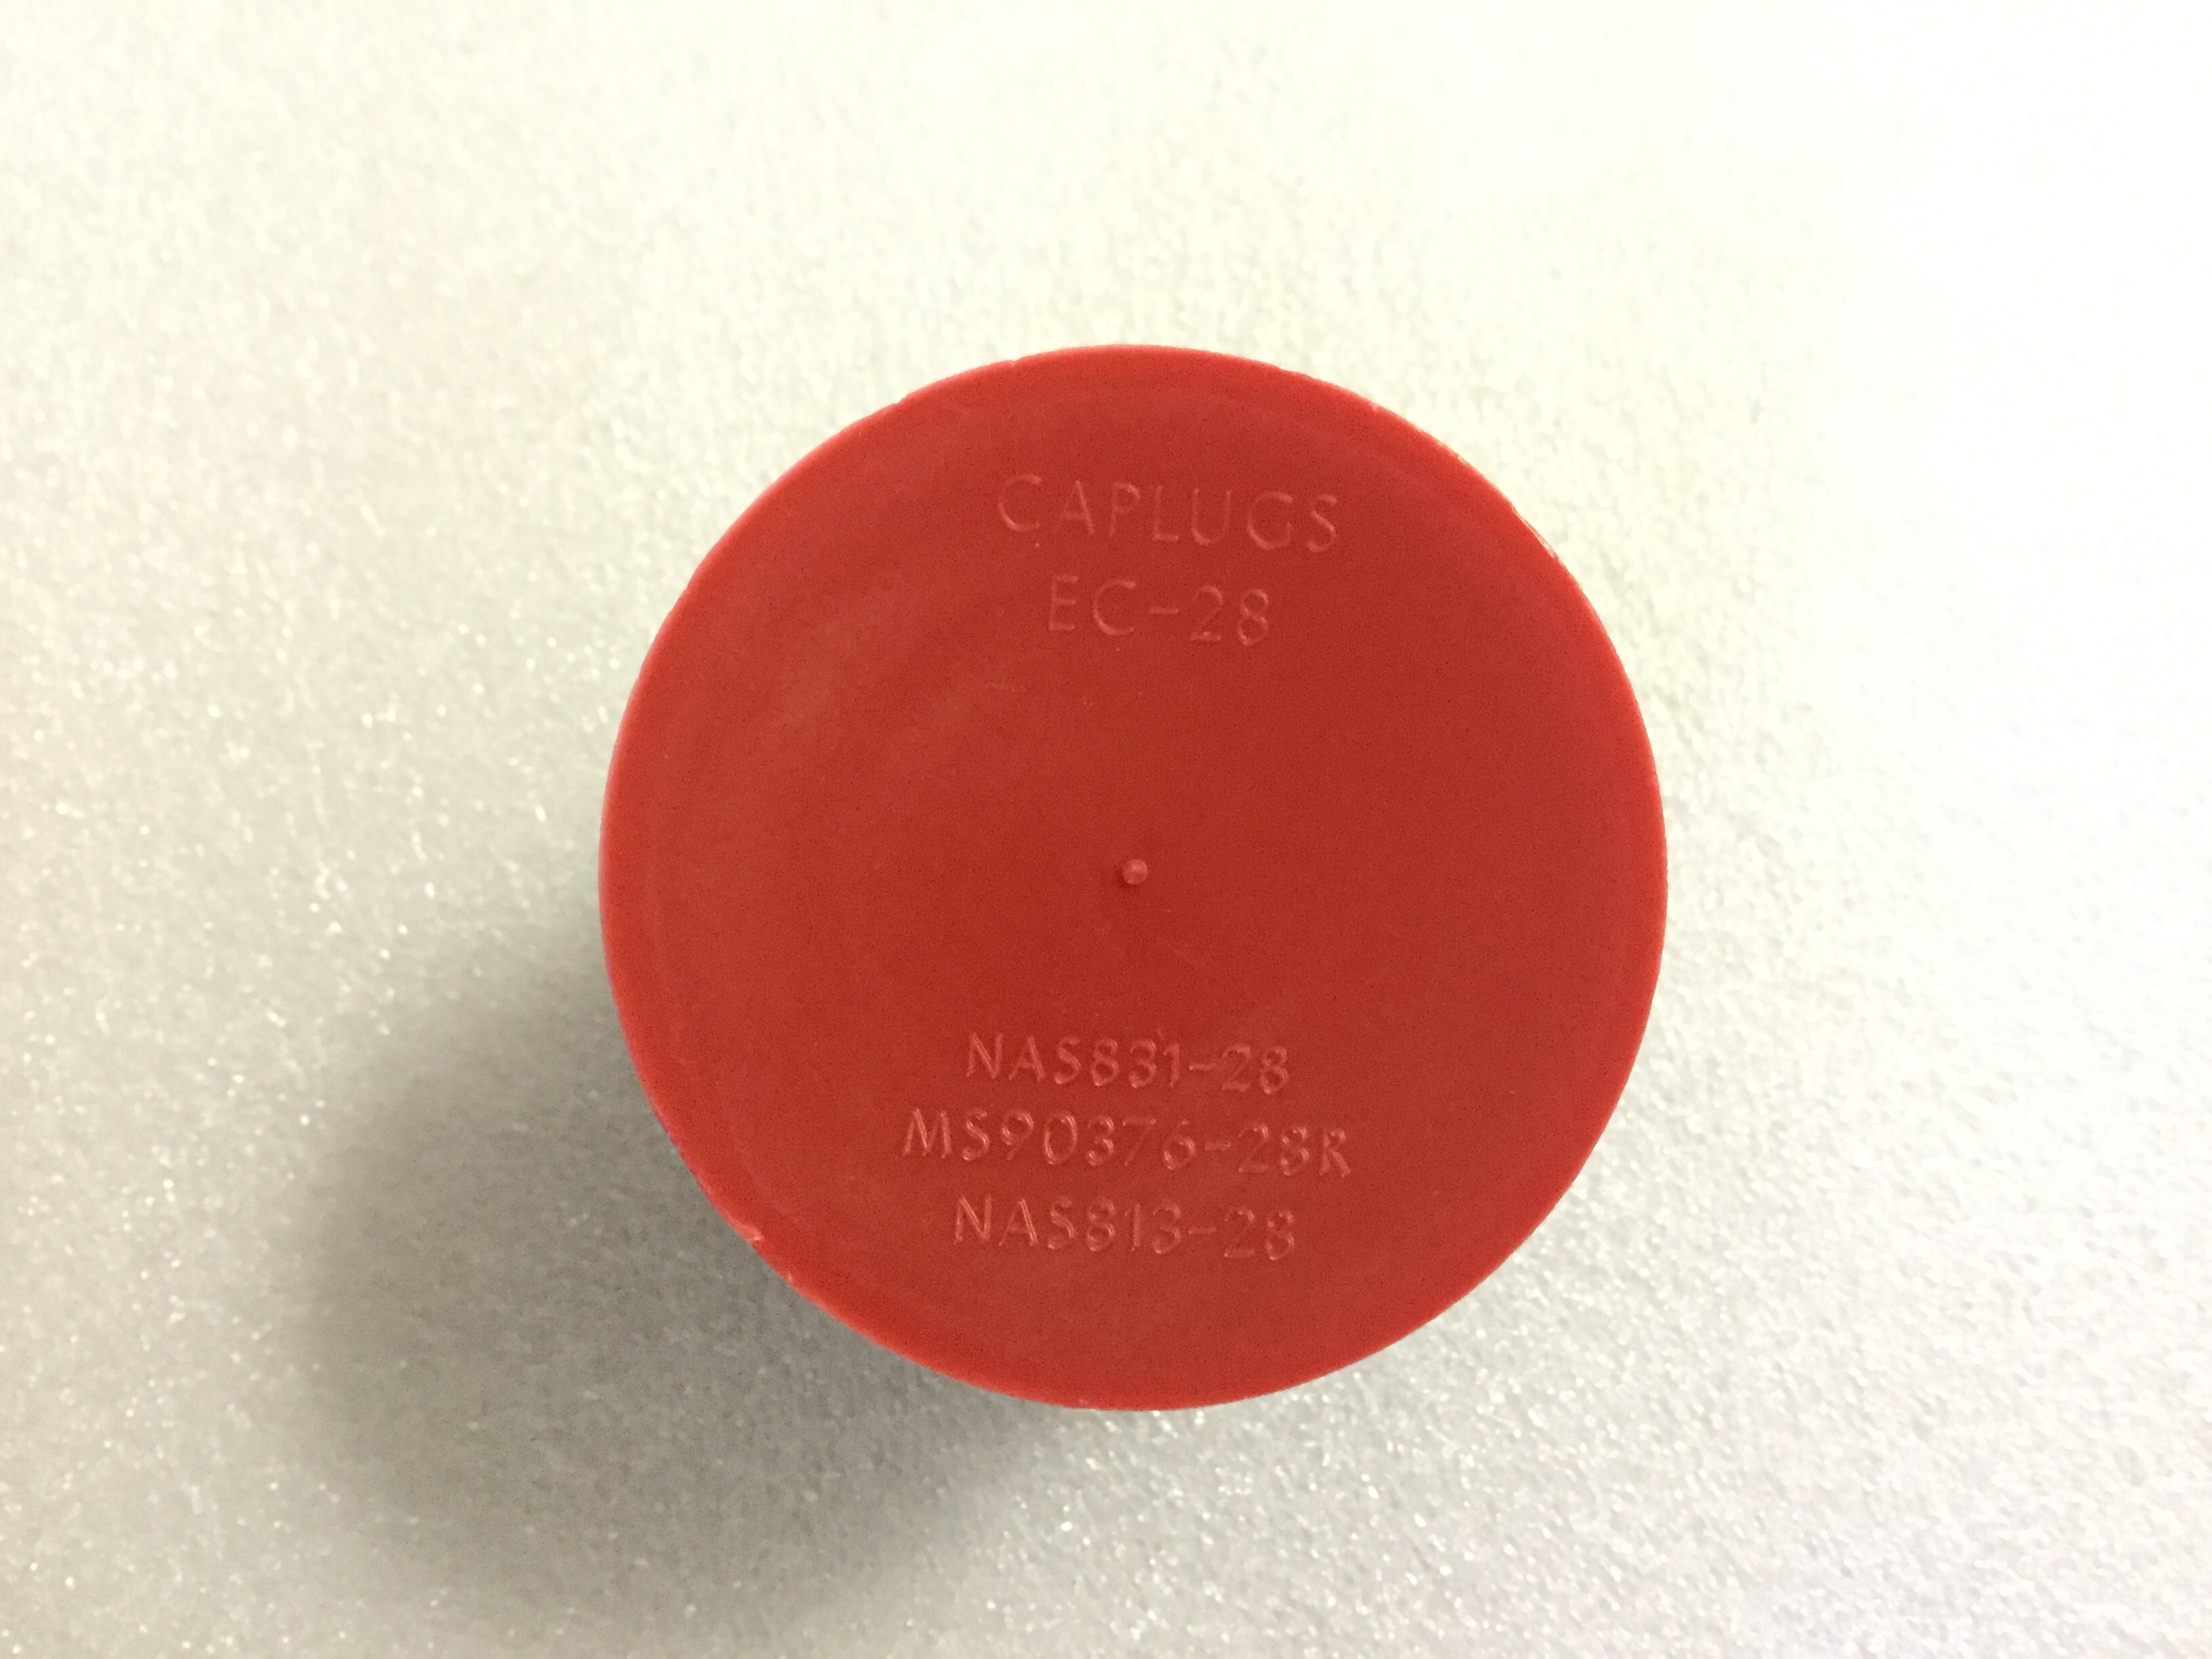 CAPLUGS
EC-28
NAS831-28
MS90376-28R
NAS813-28